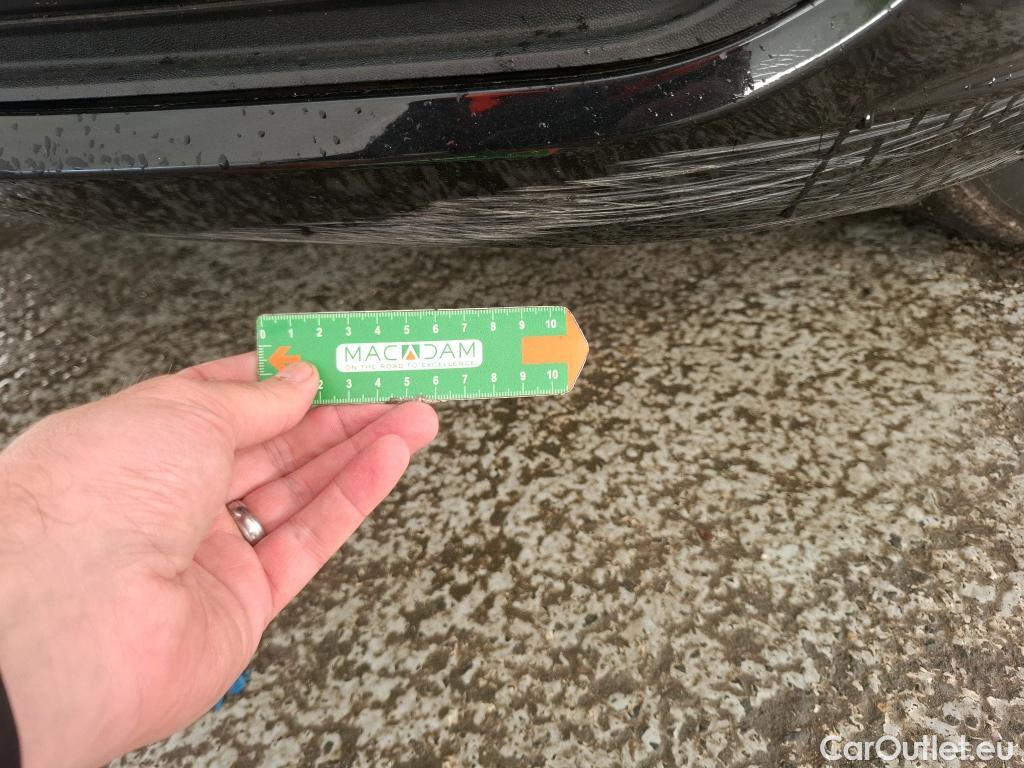 0 1 2 3 4 5 6 7 8 9 10
MACADAM
ON THE ROAD TO EXCELLENCE
2 3 4 5 6 7 8 9 10
CarOutlet.eu